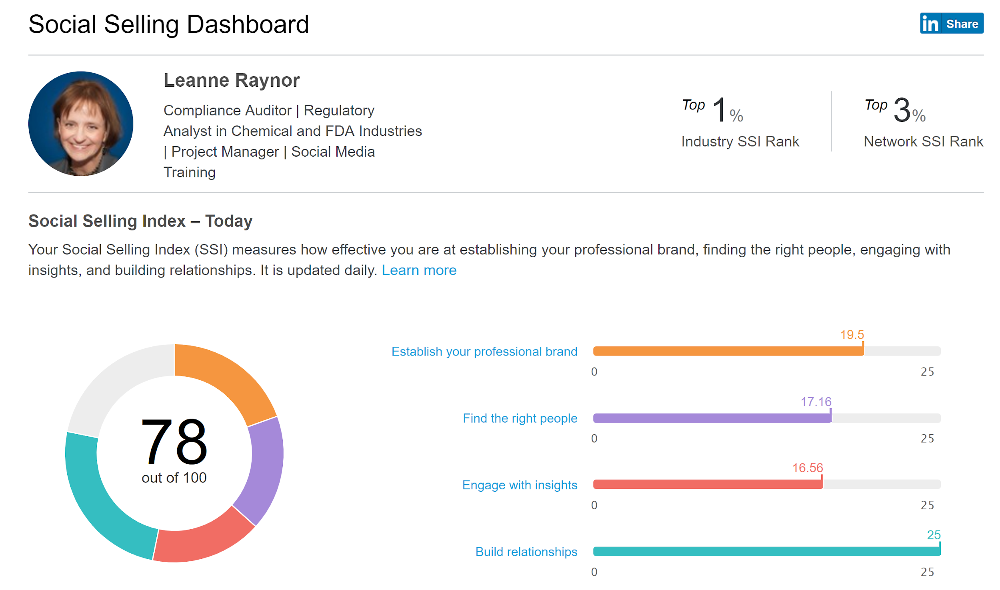 Social Selling Dashboard
in Share
Leanne Raynor
Compliance Auditor | Regulatory
Analyst in Chemical and FDA Industries
| Project Manager | Social Media
Training
Top 1%
Industry SSI Rank
Top 3%
Network SSI Rank
Social Selling Index – Today
Your Social Selling Index (SSI) measures how effective you are at establishing your professional brand, finding the right people, engaging with
insights, and building relationships. It is updated daily. Learn more
78
out of 100
19.5
Establish your professional brand
0 25
17.16
Find the right people
0 25
16.56
Engage with insights
0 25
25
Build relationships
0 25